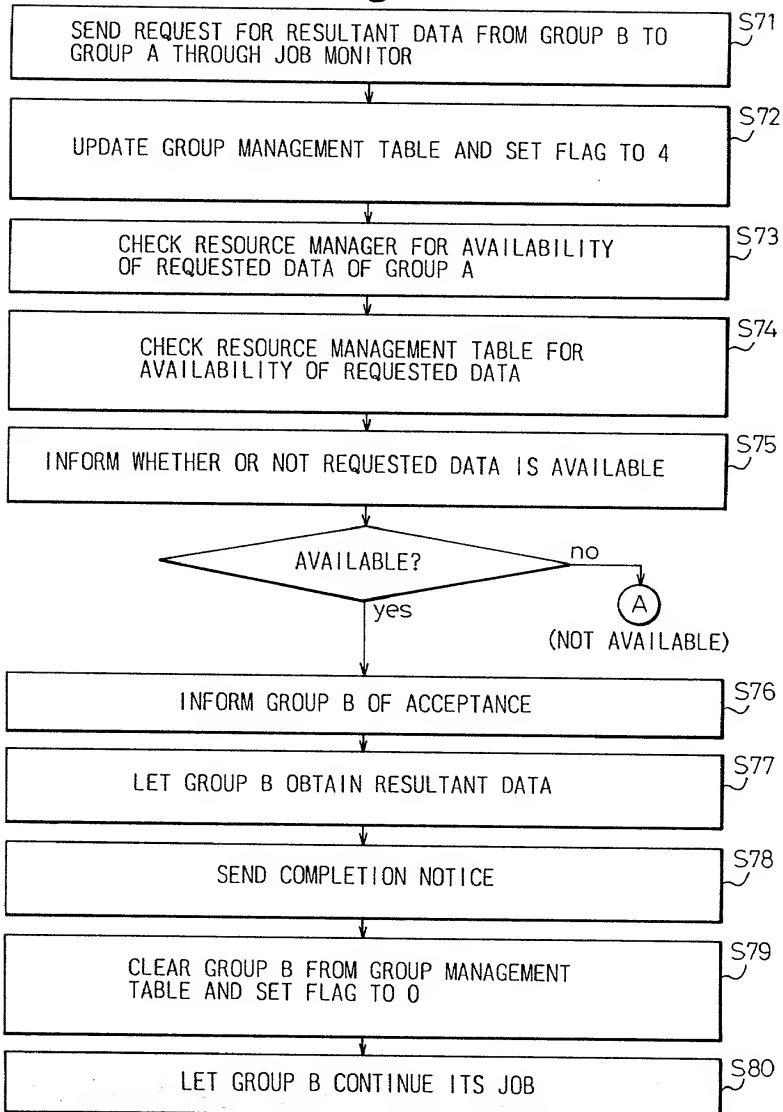 S71
SEND REQUEST FOR RESULTANT DATA FROM GROUP B TO
GROUP A THROUGH JOB MONITOR
S72
UPDATE GROUP MANAGEMENT TABLE AND SET FLAG TO 4
S73
CHECK RESOURCE MANAGER FOR AVAILABILITY
OF REQUESTED DATA OF GROUP A
S74
CHECK RESOURCE MANAGEMENT TABLE FOR
AVAILABILITY OF REQUESTED DATA
S75
INFORM WHETHER OR NOT REQUESTED DATA IS AVAILABLE
AVAILABLE?
no
A
yes
(NOT AVAILABLE)
S76
INFORM GROUP B OF ACCEPTANCE
S77
LET GROUP B OBTAIN RESULTANT DATA
S78
SEND COMPLETION NOTICE
S79
CLEAR GROUP B FROM GROUP MANAGEMENT
TABLE AND SET FLAG TO 0
S80
LET GROUP B CONTINUE ITS JOB